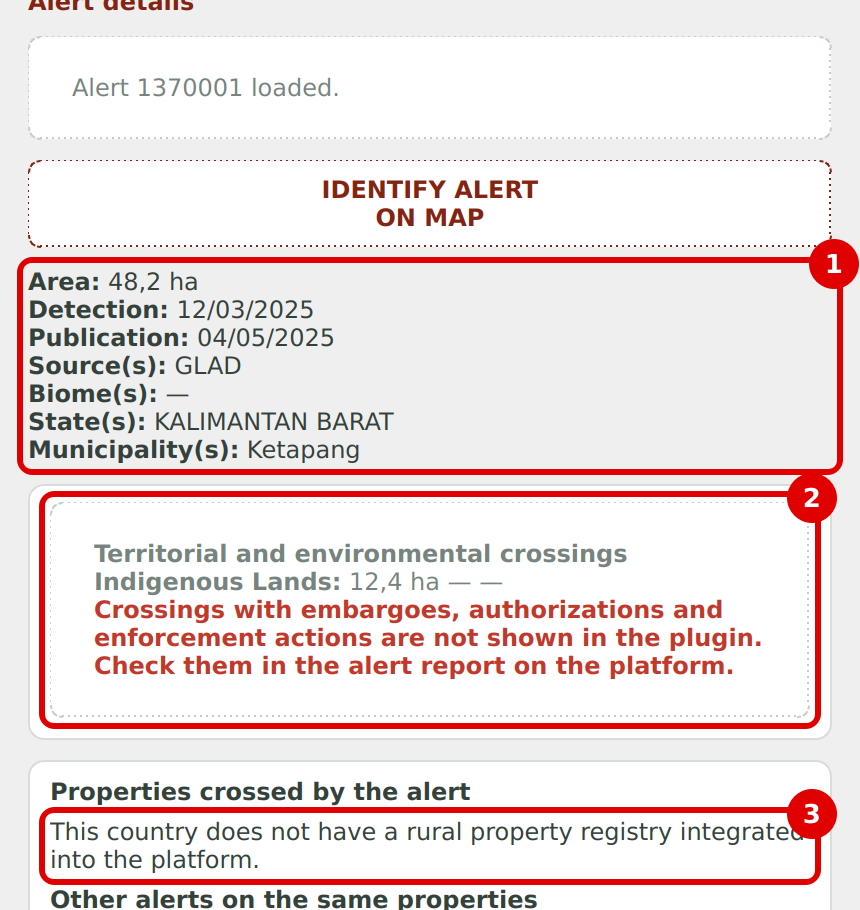 Alert details
Alert 1370001 loaded.
IDENTIFY ALERT
ON MAP
1
Area: 48,2 ha
Detection: 12/03/2025
Publication: 04/05/2025
Source(s): GLAD
Biome(s): —
State(s): KALIMANTAN BARAT
Municipality(s): Ketapang
2
Territorial and environmental crossings
Indigenous Lands: 12,4 ha — —
Crossings with embargoes, authorizations and
enforcement actions are not shown in the plugin.
Check them in the alert report on the platform.
Properties crossed by the alert
3
This country does not have a rural property registry integrated
into the platform.
Other alerts on the same properties